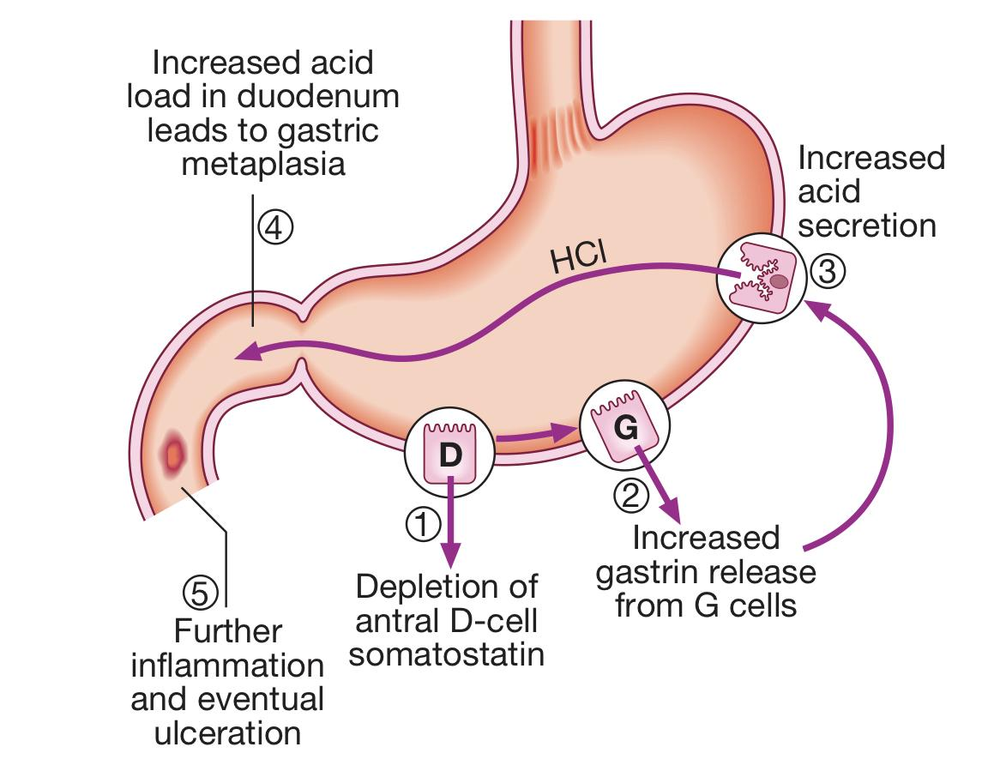 Increased acid
load in duodenum
leads to gastric
metaplasia
④
HCl
Increased
acid
secretion
③
D
①
Depletion of
antral D-cell
somatostatin
G
②
Increased
gastrin release
from G cells
⑤
Further
inflammation
and eventual
ulceration